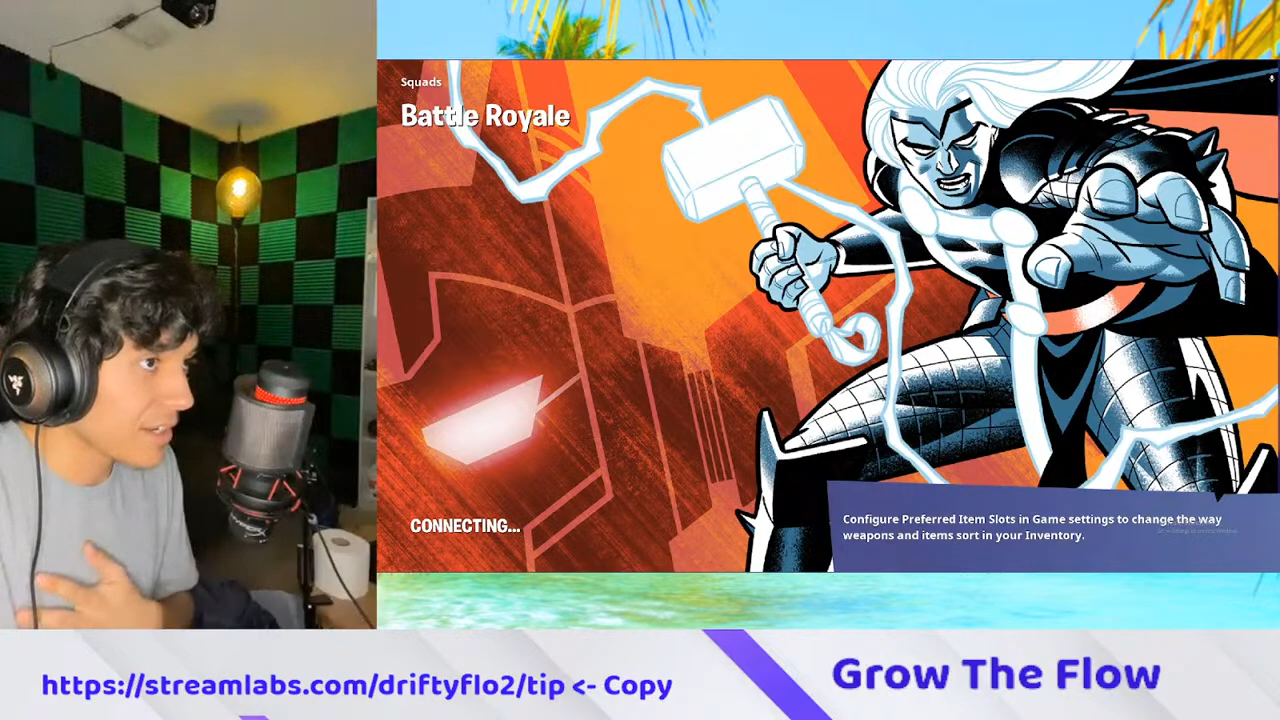 Squads
Battle Royale
CONNECTING...
Configure Preferred Item Slots in Game settings to change the way
weapons and items sort in your Inventory.
https://streamlabs.com/driftyflo2/tip <- Copy
Grow The Flow